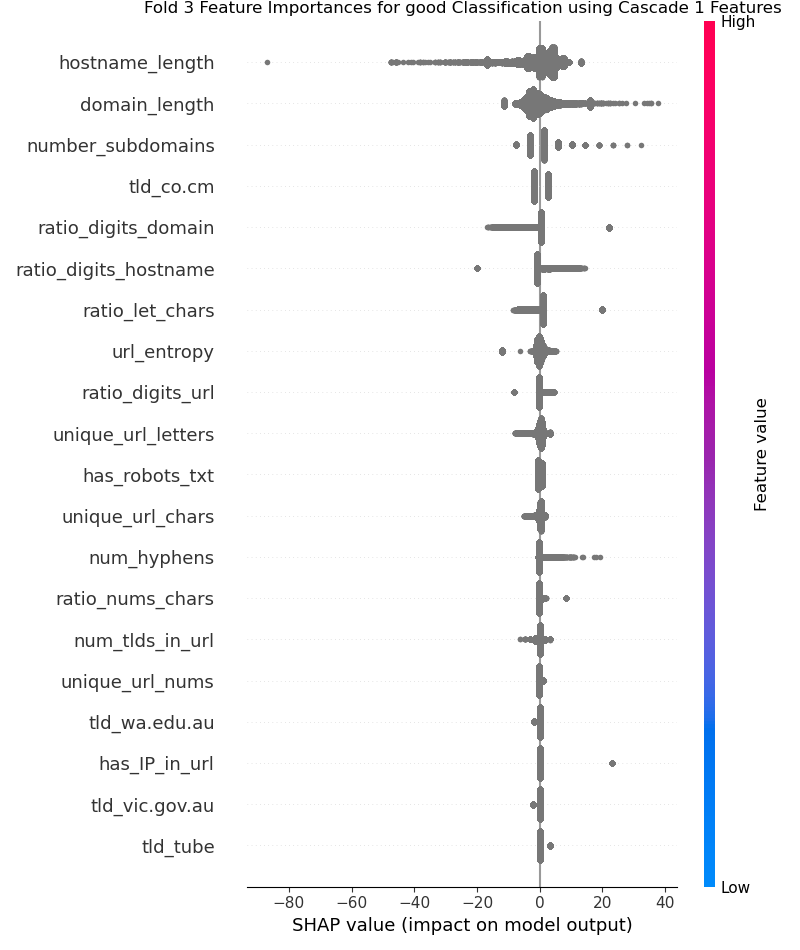 Fold 3 Feature Importances for good Classification using Cascade 1 Features
High
hostname_length
domain_length
number_subdomains
tld_co.cm
ratio_digits_domain
ratio_digits_hostname
ratio_let_chars
url_entropy
ratio_digits_url
unique_url_letters
has_robots_txt
unique_url_chars
num_hyphens
ratio_nums_chars
num_tlds_in_url
unique_url_nums
tld_wa.edu.au
has_IP_in_url
tld_vic.gov.au
tld_tube
Feature value
Low
−80 −60 −40 −20 0 20 40
SHAP value (impact on model output)